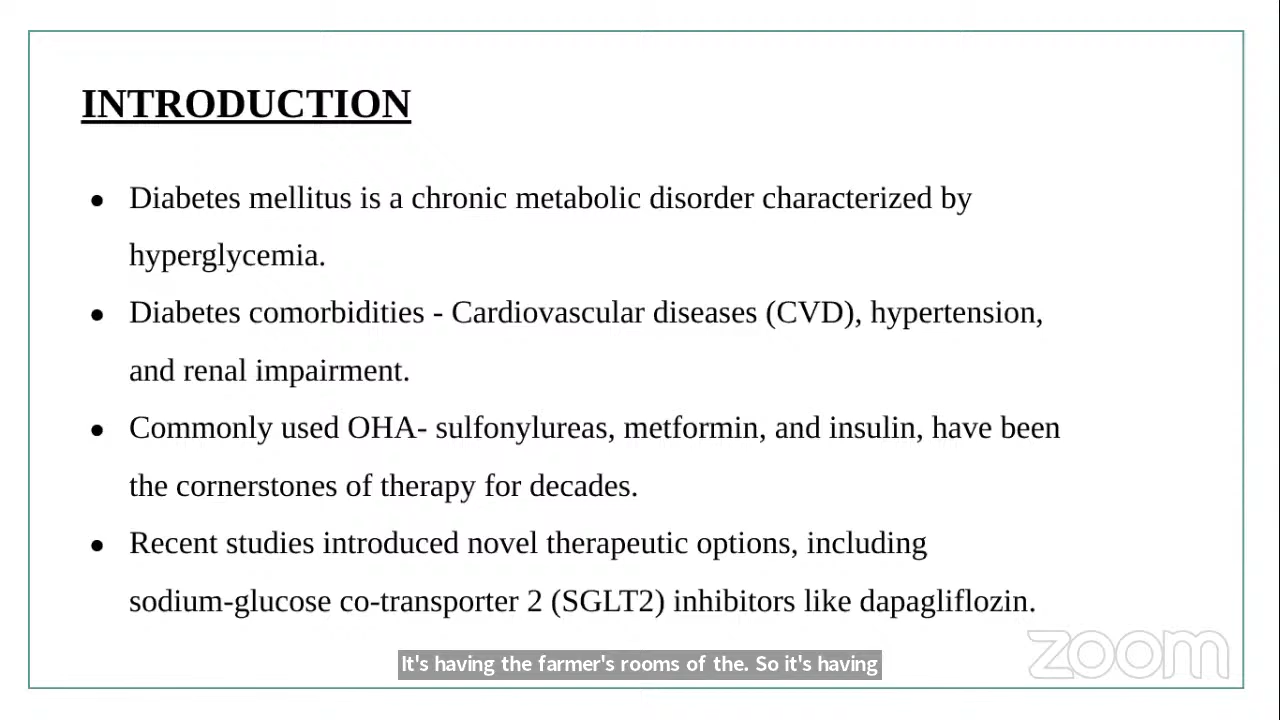 INTRODUCTION
● Diabetes mellitus is a chronic metabolic disorder characterized by
hyperglycemia.
● Diabetes comorbidities - Cardiovascular diseases (CVD), hypertension,
and renal impairment.
● Commonly used OHA- sulfonylureas, metformin, and insulin, have been
the cornerstones of therapy for decades.
● Recent studies introduced novel therapeutic options, including
sodium-glucose co-transporter 2 (SGLT2) inhibitors like dapagliflozin.
zoom
It's having the farmer's rooms of the. So it's having